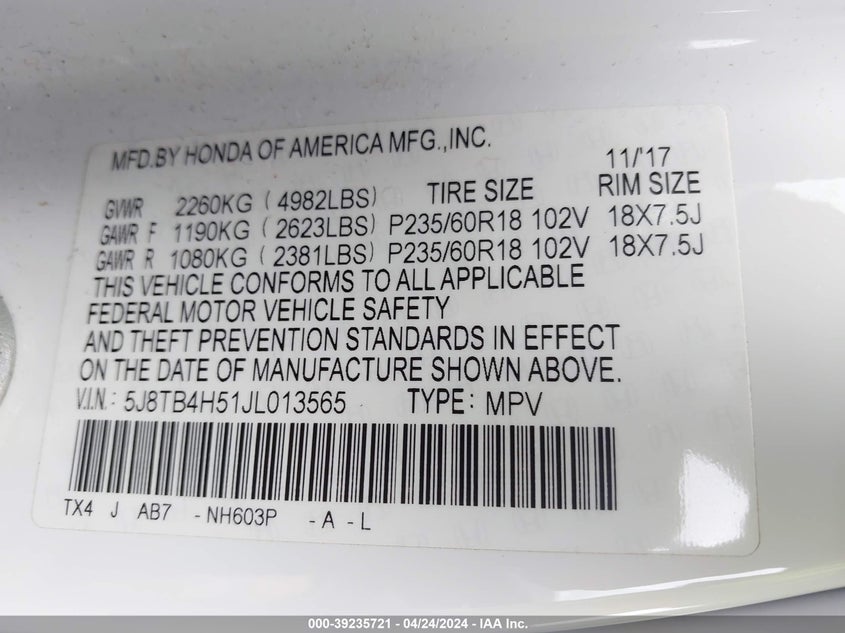 MFD.BY HONDA OF AMERICA MFG.,INC. 11/'17
GVWR 2260KG (4982LBS) TIRE SIZE RIM SIZE
GAWR F 1190KG (2623LBS) P235/60R18 102V 18X7.5J
GAWR R 1080KG (2381LBS) P235/60R18 102V 18X7.5J
THIS VEHICLE CONFORMS TO ALL APPLICABLE
FEDERAL MOTOR VEHICLE SAFETY
AND THEFT PREVENTION STANDARDS IN EFFECT
ON THE DATE OF MANUFACTURE SHOWN ABOVE.
V.I.N.: 5J8TB4H51JL013565 TYPE: MPV
TX4 J AB7 -NH603P -A -L
000-39235721 - 04/24/2024 - IAA Inc.